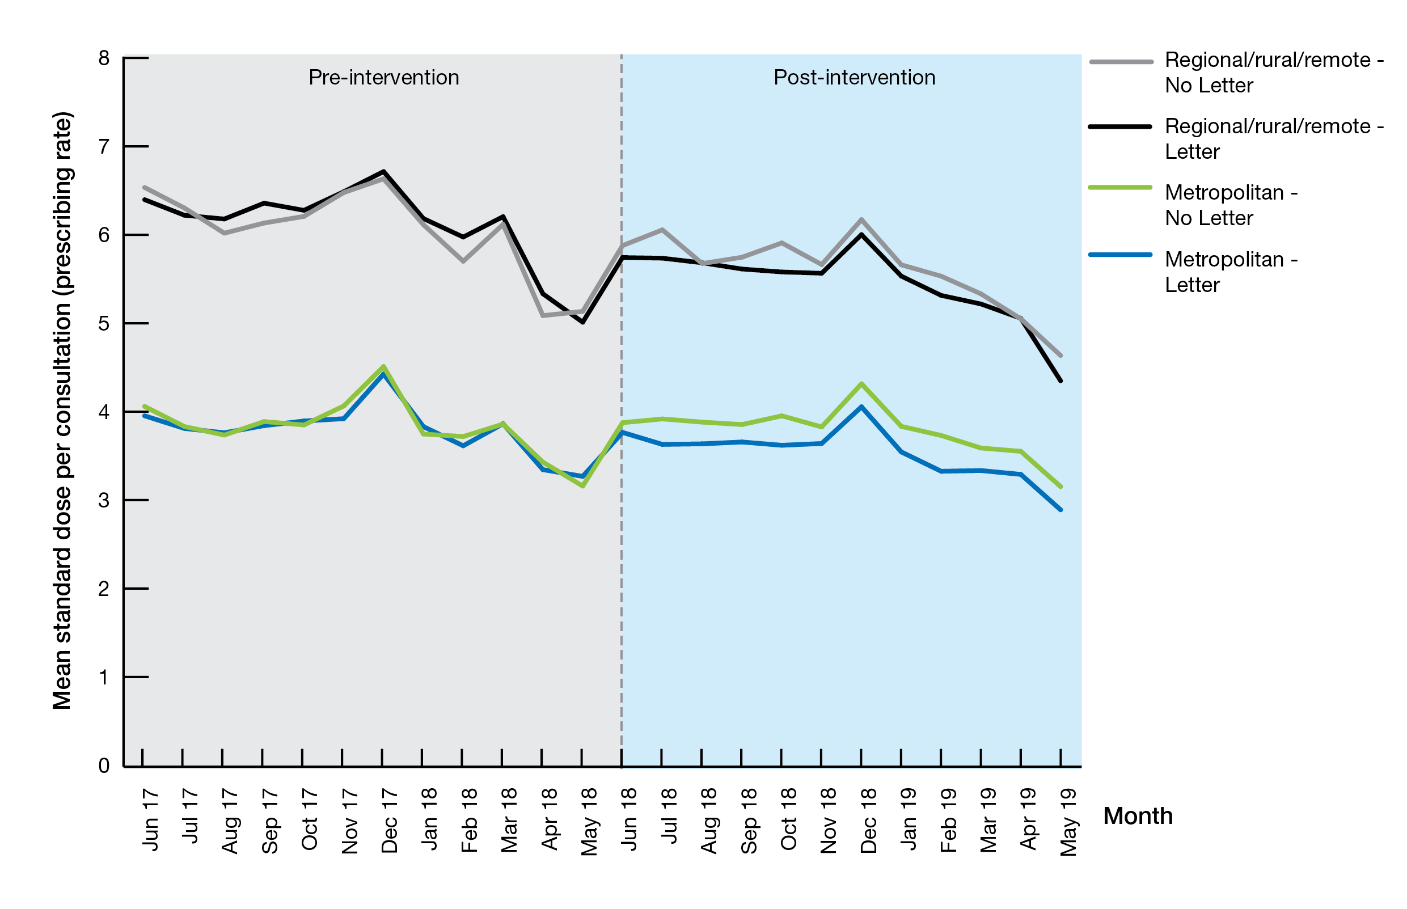 Pre-intervention
Post-intervention
Regional/rural/remote -
No Letter
Regional/rural/remote -
Letter
Metropolitan -
No Letter
Metropolitan -
Letter
Mean standard dose per consultation (prescribing rate)
8
7
6
5
4
3
2
1
0
Jun 17
Jul 17
Aug 17
Sep 17
Oct 17
Nov 17
Dec 17
Jan 18
Feb 18
Mar 18
Apr 18
May 18
Jun 18
Jul 18
Aug 18
Sep 18
Oct 18
Nov 18
Dec 18
Jan 19
Feb 19
Mar 19
Apr 19
May 19
Month